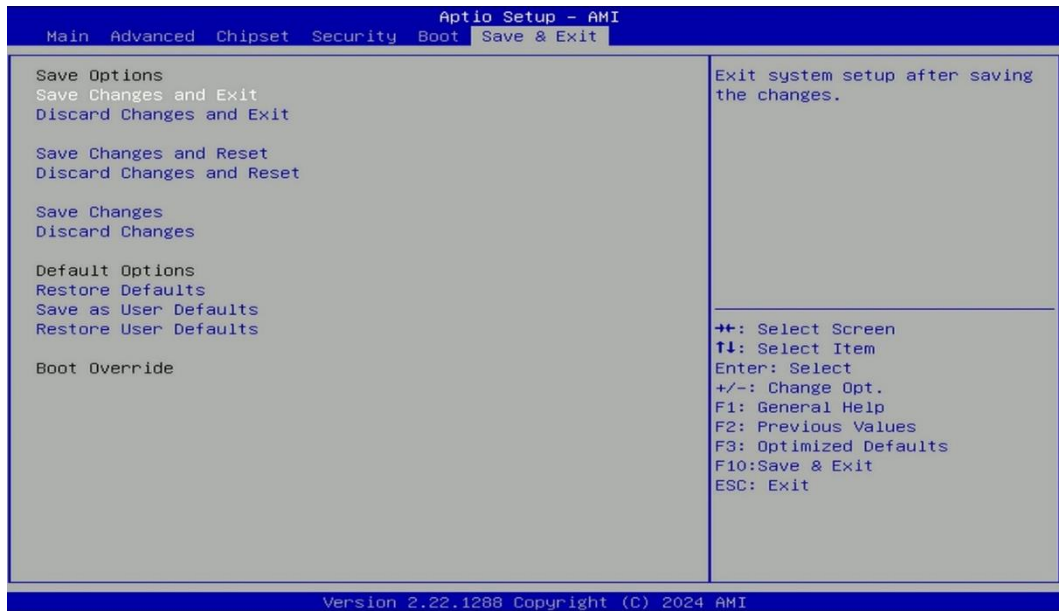 Aptio Setup - AMI
Main Advanced Chipset Security Boot Save & Exit
Save Options
Save Changes and Exit
Discard Changes and Exit
Save Changes and Reset
Discard Changes and Reset
Save Changes
Discard Changes
Default Options
Restore Defaults
Save as User Defaults
Restore User Defaults
Boot Override
Exit system setup after saving
the changes.
→←: Select Screen
↑↓: Select Item
Enter: Select
+/-: Change Opt.
F1: General Help
F2: Previous Values
F3: Optimized Defaults
F10:Save & Exit
ESC: Exit
Version 2.22.1288 Copyright (C) 2024 AMI